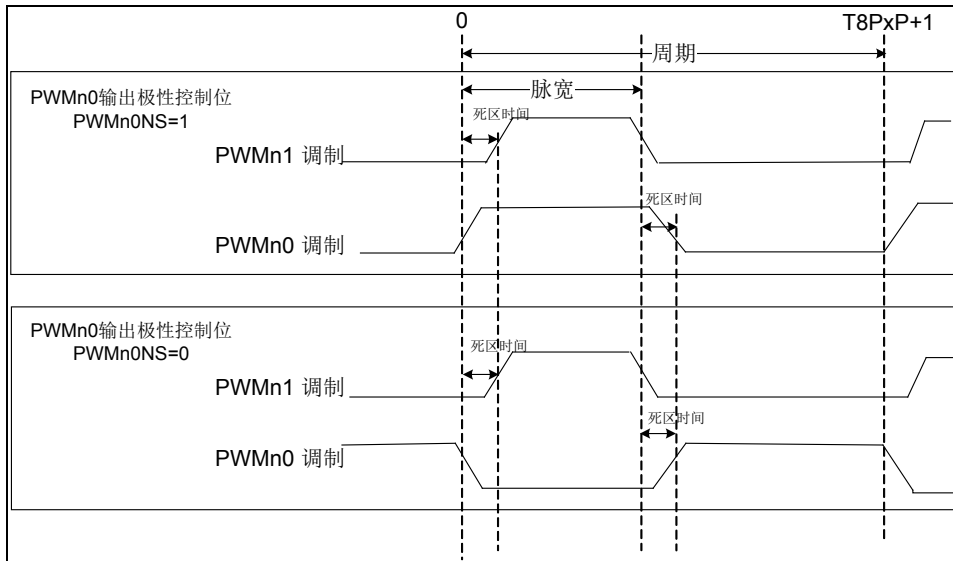 0
T8PxP+1
周期
脉宽
PWMn0输出极性控制位
PWMn0NS=1
死区时间
PWMn1 调制
死区时间
PWMn0 调制
PWMn0输出极性控制位
PWMn0NS=0
死区时间
PWMn1 调制
死区时间
PWMn0 调制